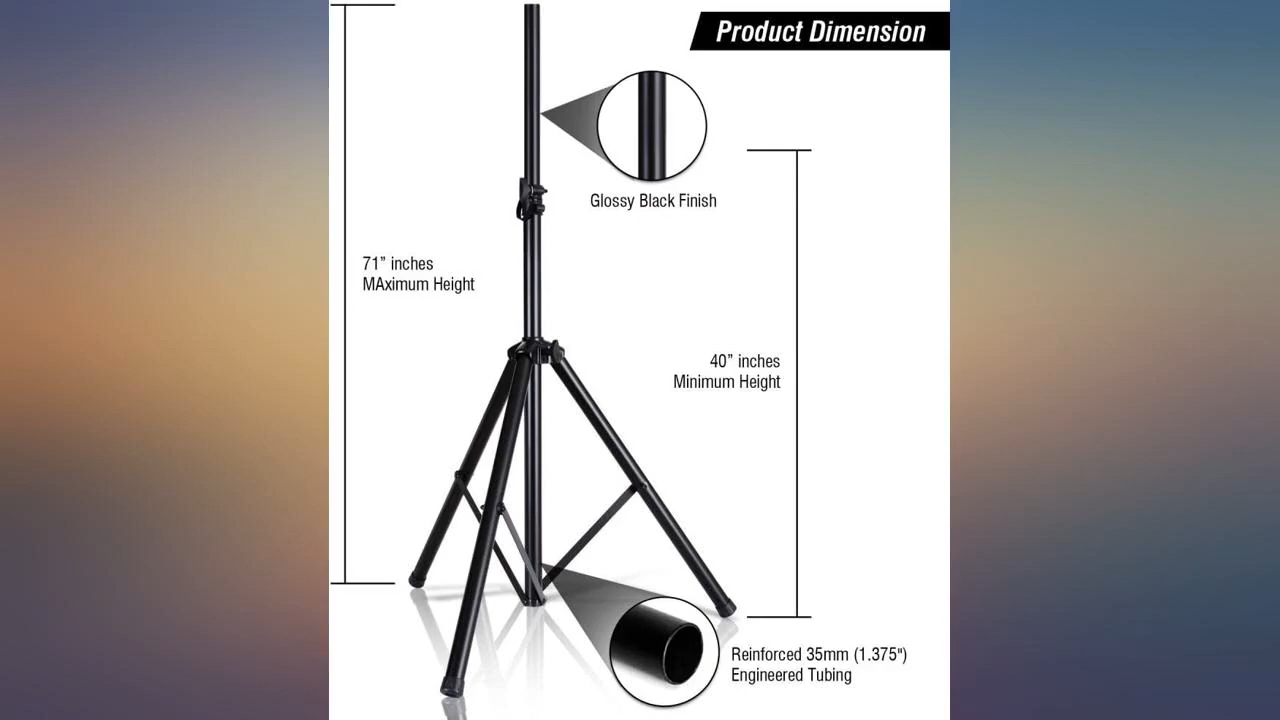 Product Dimension
Glossy Black Finish
71” inches
MAximum Height
40” inches
Minimum Height
Reinforced 35mm (1.375")
Engineered Tubing